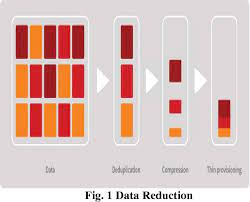 Data Deduplication Compression Thin provisioning
Fig. 1 Data Reduction